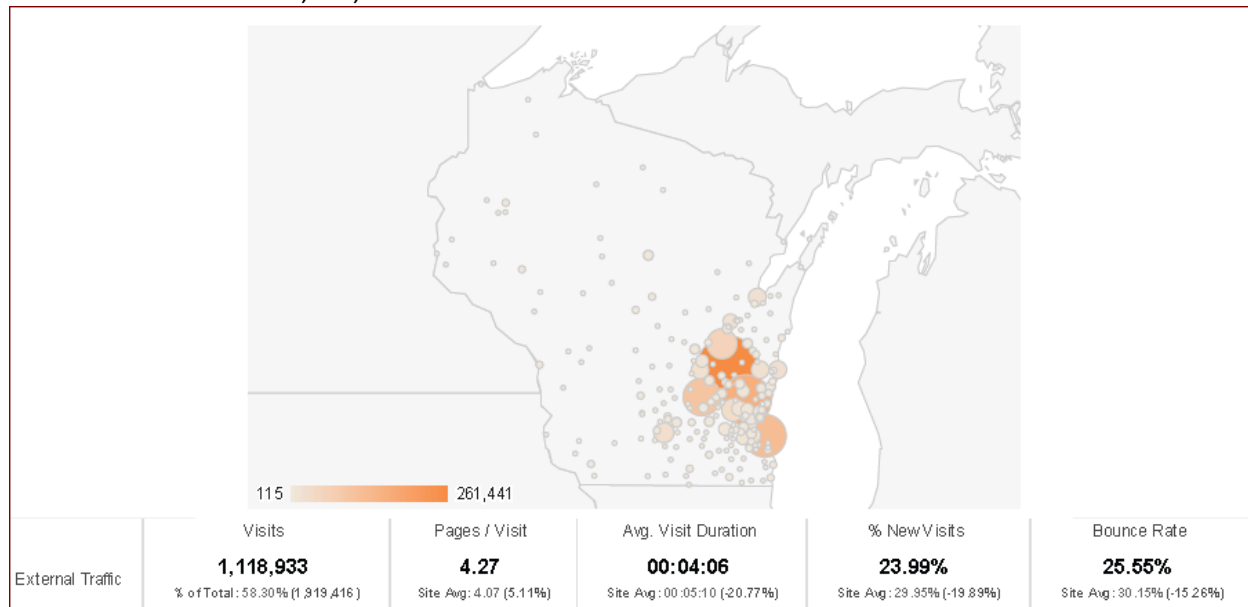 115 261,441
Visits Pages / Visit Avg. Visit Duration % New Visits Bounce Rate
External Traffic 1,118,933 4.27 00:04:06 23.99% 25.55%
% of Total: 58.30% (1,919,416) Site Avg: 4.07 (5.11%) Site Avg: 00:05:10 (-20.77%) Site Avg: 29.95% (-19.89%) Site Avg: 30.15% (-15.26%)